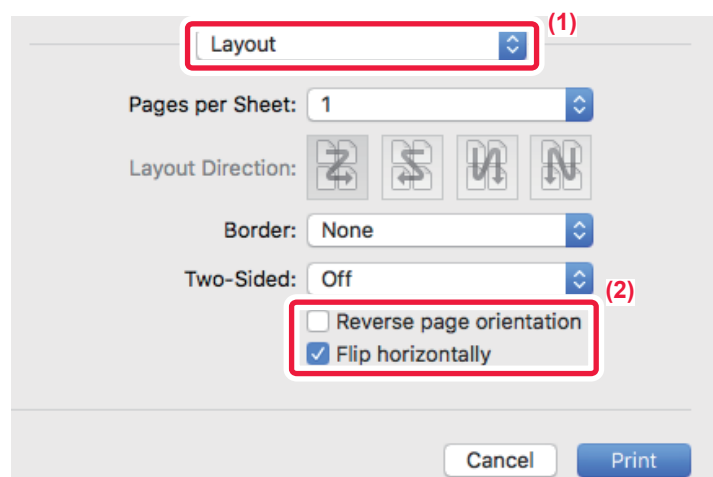 (1)
Layout
Pages per Sheet: 1
Layout Direction:
Border: None
Two-Sided: Off
(2)
Reverse page orientation
Flip horizontally
Cancel Print